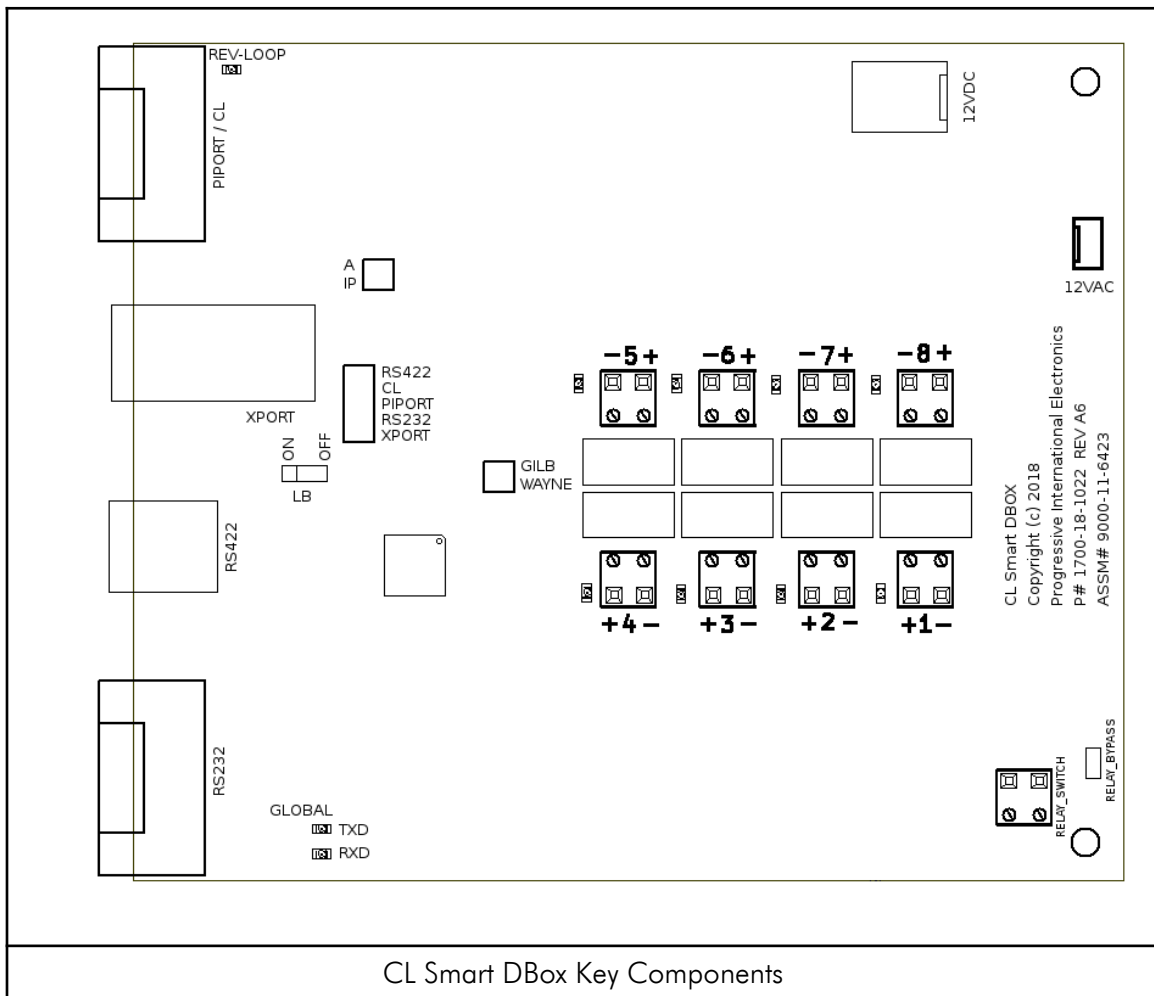 REV-LOOP
PIPORT / CL
12VDC
A
IP
12VAC
RS422
CL
PIPORT
RS232
XPORT
XPORT
ON
OFF
LB
GILB
WAYNE
-5+
-6+
-7+
-8+
+4-
+3-
+2-
+1-
CL Smart DBOX
Copyright (c) 2018
Progressive International Electronics
P# 1700-18-1022 REV A6
ASSM# 9000-11-6423
RS422
RS232
GLOBAL
TXD
RXD
RELAY_SWITCH
RELAY_BYPASS
CL Smart DBox Key Components